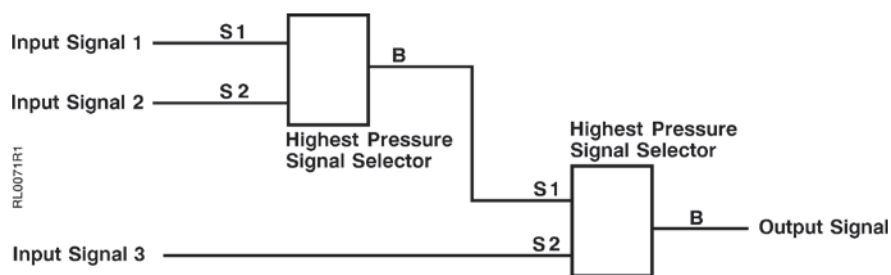 Input Signal 1
S1
B
Input Signal 2
S2
Highest Pressure
Signal Selector
Highest Pressure
Signal Selector
RL0071R1
S1
B
Output Signal
Input Signal 3
S2